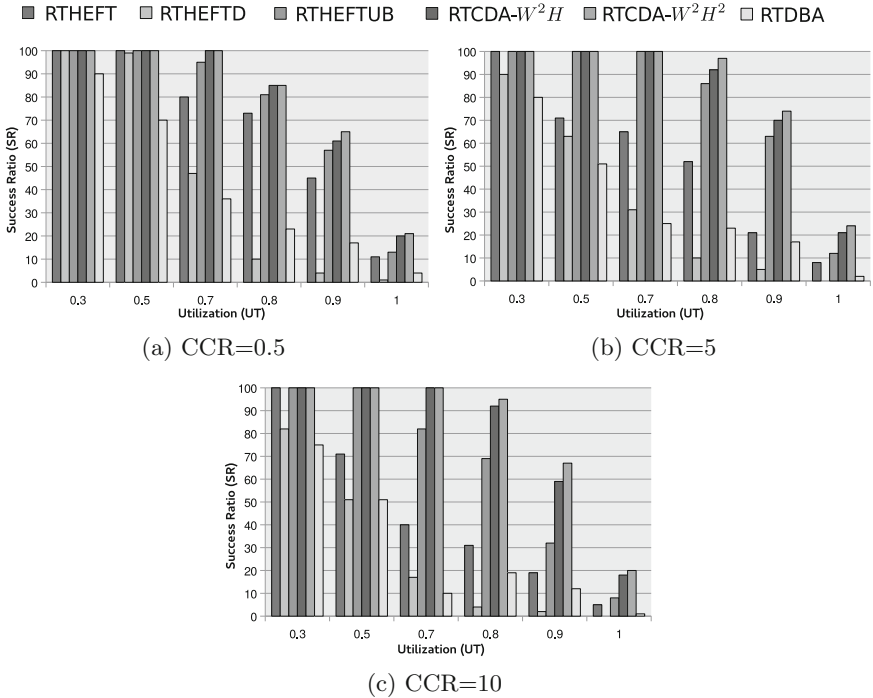 RTHEFT RTHEFTD RTHEFTUB RTCDA-W²H RTCDA-W²H² RTDBA
100
90
80
70
60
50
40
30
20
10
0
Success Ratio (SR)
0.3 0.5 0.7 0.8 0.9 1
Utilization (UT)
(a) CCR=0.5
100
90
80
70
60
50
40
30
20
10
0
Success Ratio (SR)
0.3 0.5 0.7 0.8 0.9 1
Utilization (UT)
(b) CCR=5
100
90
80
70
60
50
40
30
20
10
0
Success Ratio (SR)
0.3 0.5 0.7 0.8 0.9 1
Utilization (UT)
(c) CCR=10